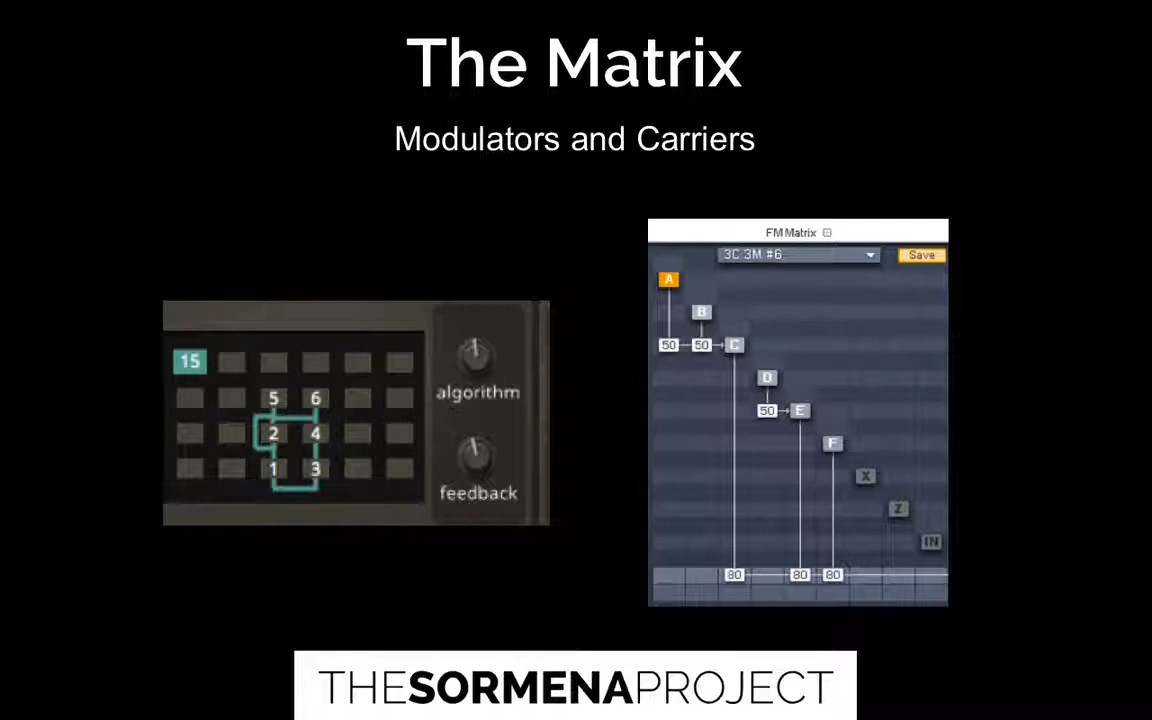 The Matrix
Modulators and Carriers
15
5 6
2 4
1 3
algorithm
feedback
FM Matrix
3C 3M #6 Save
A
B
50 50 C
D
50 E
F
X
Z
IN
80 80 80
THESORMENAPROJECT